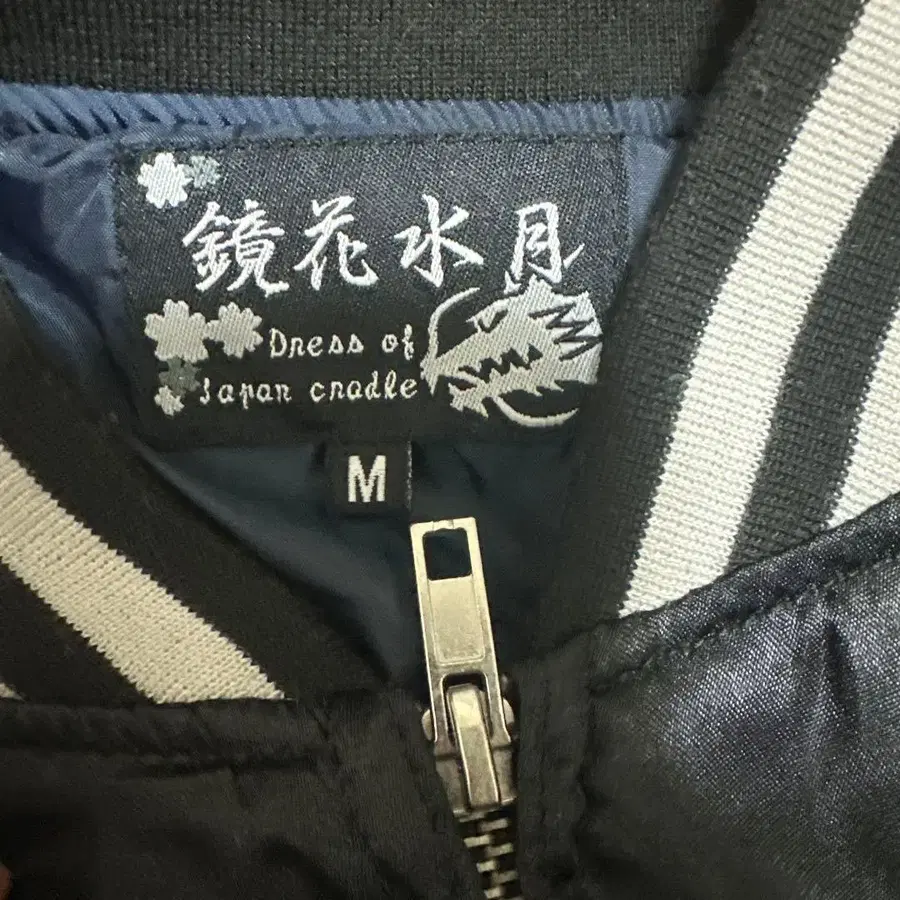 鏡花水月
Dress of
Japan cradle
M